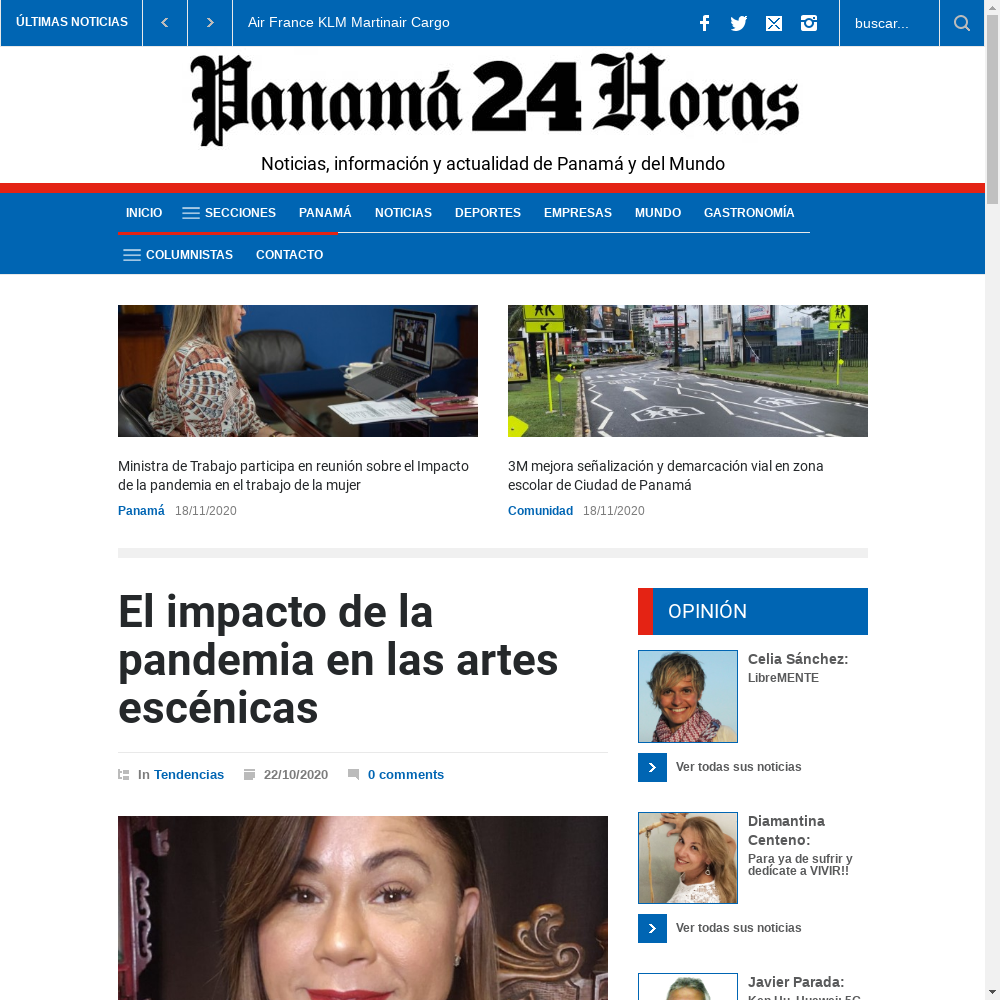 ÚLTIMAS NOTICIAS
Air France KLM Martinair Cargo
buscar...
Panamá 24 Horas
Noticias, información y actualidad de Panamá y del Mundo
INICIO SECCIONES PANAMÁ NOTICIAS DEPORTES EMPRESAS MUNDO GASTRONOMÍA
COLUMNISTAS CONTACTO
Ministra de Trabajo participa en reunión sobre el Impacto
de la pandemia en el trabajo de la mujer
Panamá 18/11/2020
3M mejora señalización y demarcación vial en zona
escolar de Ciudad de Panamá
Comunidad 18/11/2020
El impacto de la
pandemia en las artes
escénicas
In Tendencias 22/10/2020 0 comments
OPINIÓN
Celia Sánchez:
LibreMENTE
Ver todas sus noticias
Diamantina
Centeno:
Para ya de sufrir y
dedícate a VIVIR!!
Ver todas sus noticias
Javier Parada:
Ken Hu, Huawei: 5G